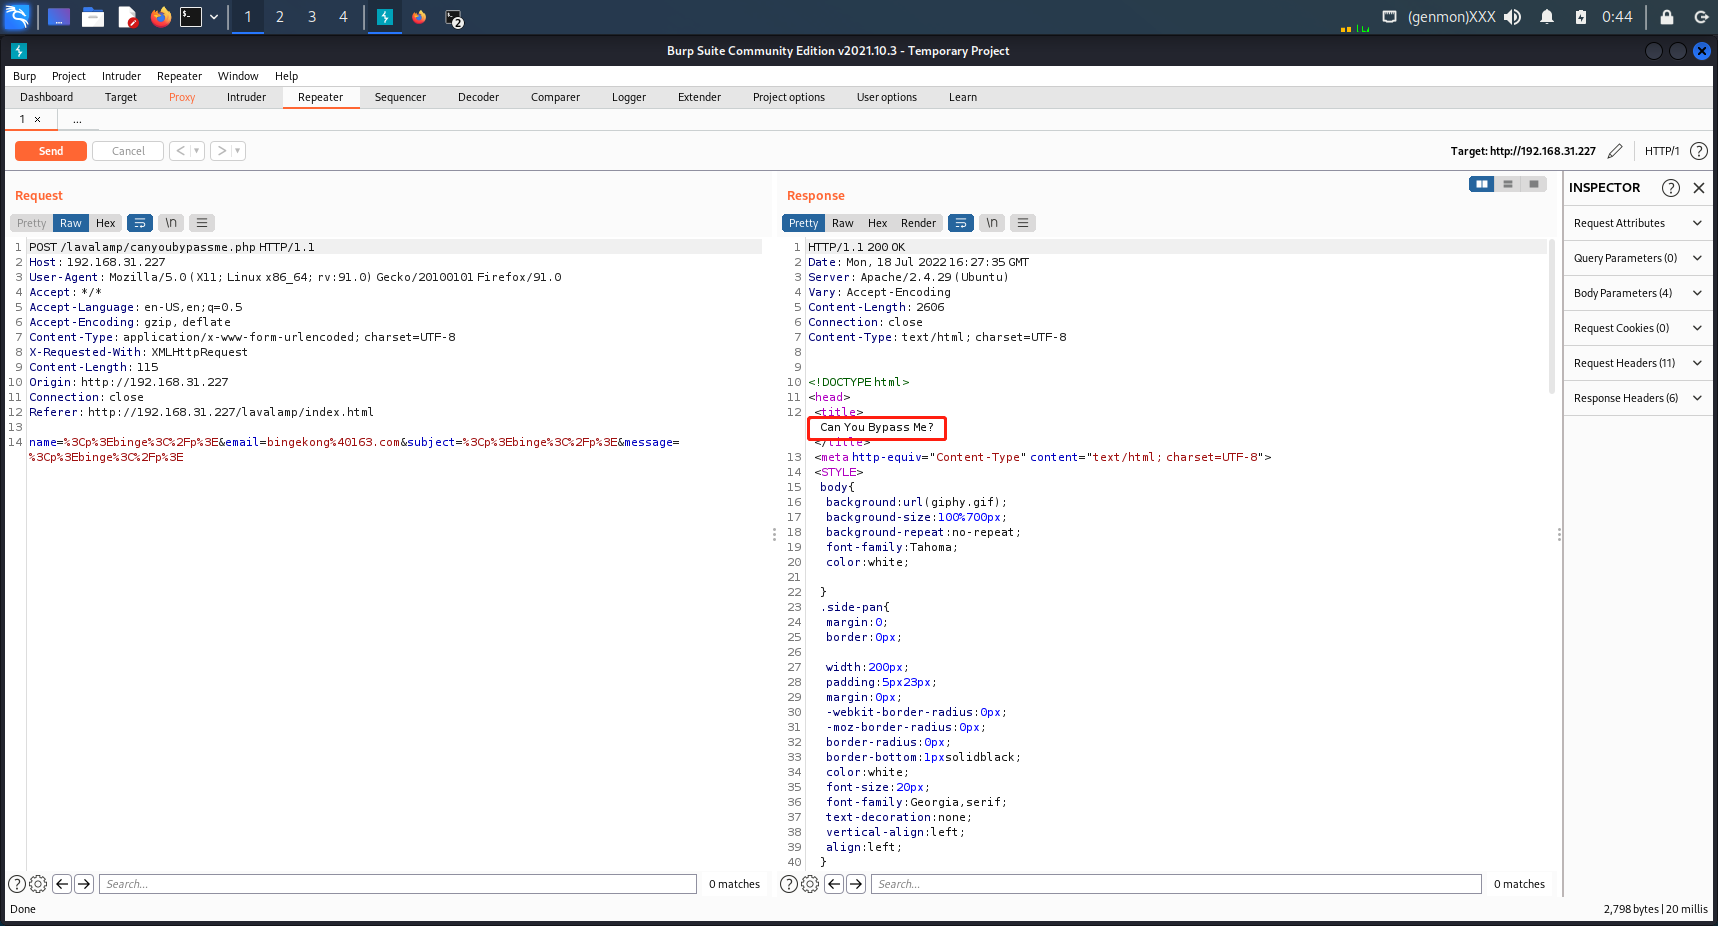 1 2 3 4 2 (genmon)XXX 0:44
Burp Suite Community Edition v2021.10.3 - Temporary Project
Burp Project Intruder Repeater Window Help
Dashboard Target Proxy Intruder Repeater Sequencer Decoder Comparer Logger Extender Project options User options Learn
1 × ...
Send Cancel < > Target: http://192.168.31.227 HTTP/1 ?
Request
Pretty Raw Hex \n
1 POST /lavalamp/canyoubypassme.php HTTP/1.1
2 Host: 192.168.31.227
3 User-Agent: Mozilla/5.0 (X11; Linux x86_64; rv:91.0) Gecko/20100101 Firefox/91.0
4 Accept: */*
5 Accept-Language: en-US,en;q=0.5
6 Accept-Encoding: gzip, deflate
7 Content-Type: application/x-www-form-urlencoded; charset=UTF-8
8 X-Requested-With: XMLHttpRequest
9 Content-Length: 115
10 Origin: http://192.168.31.227
11 Connection: close
12 Referer: http://192.168.31.227/lavalamp/index.html
13
14 name=%3Cp%3Ebinge%3C%2Fp%3E&email=bingekong%40163.com&subject=%3Cp%3Ebinge%3C%2Fp%3E&message=
%3Cp%3Ebinge%3C%2Fp%3E
? Search... 0 matches
Response
Pretty Raw Hex Render \n
1 HTTP/1.1 200 OK
2 Date: Mon, 18 Jul 2022 16:27:35 GMT
3 Server: Apache/2.4.29 (Ubuntu)
4 Vary: Accept-Encoding
5 Content-Length: 2606
6 Connection: close
7 Content-Type: text/html; charset=UTF-8
8
9
10 <!DOCTYPE html>
11 <head>
12 <title>
Can You Bypass Me?
</title>
13 <meta http-equiv="Content-Type" content="text/html; charset=UTF-8">
14 <STYLE>
15 body{
16 background:url(giphy.gif);
17 background-size:100%700px;
18 background-repeat:no-repeat;
19 font-family:Tahoma;
20 color:white;
21
22 }
23 .side-pan{
24 margin:0;
25 border:0px;
26
27 width:200px;
28 padding:5px23px;
29 margin:0px;
30 -webkit-border-radius:0px;
31 -moz-border-radius:0px;
32 border-radius:0px;
33 border-bottom:1pxsolidblack;
34 color:white;
35 font-size:20px;
36 font-family:Georgia,serif;
37 text-decoration:none;
38 vertical-align:left;
39 align:left;
40 }
? Search... 0 matches
INSPECTOR ?
Request Attributes
Query Parameters (0)
Body Parameters (4)
Request Cookies (0)
Request Headers (11)
Response Headers (6)
Done 2,798 bytes | 20 millis